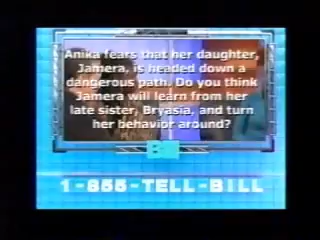 Anika fears that her daughter,
Jamera, is headed down a
dangerous path. Do you think
Jamera will learn from her
late sister, Bryasia, and turn
her behavior around?
1-855-TELL-BILL